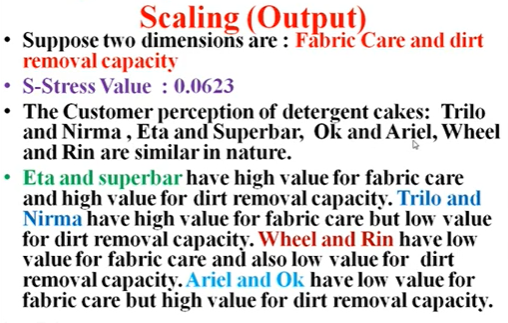 Scaling (Output)
• Suppose two dimensions are : Fabric Care and dirt
removal capacity
• S-Stress Value : 0.0623
• The Customer perception of detergent cakes: Trilo
and Nirma , Eta and Superbar, Ok and Ariel, Wheel
and Rin are similar in nature.
• Eta and superbar have high value for fabric care
and high value for dirt removal capacity. Trilo and
Nirma have high value for fabric care but low value
for dirt removal capacity. Wheel and Rin have low
value for fabric care and also low value for dirt
removal capacity. Ariel and Ok have low value for
fabric care but high value for dirt removal capacity.